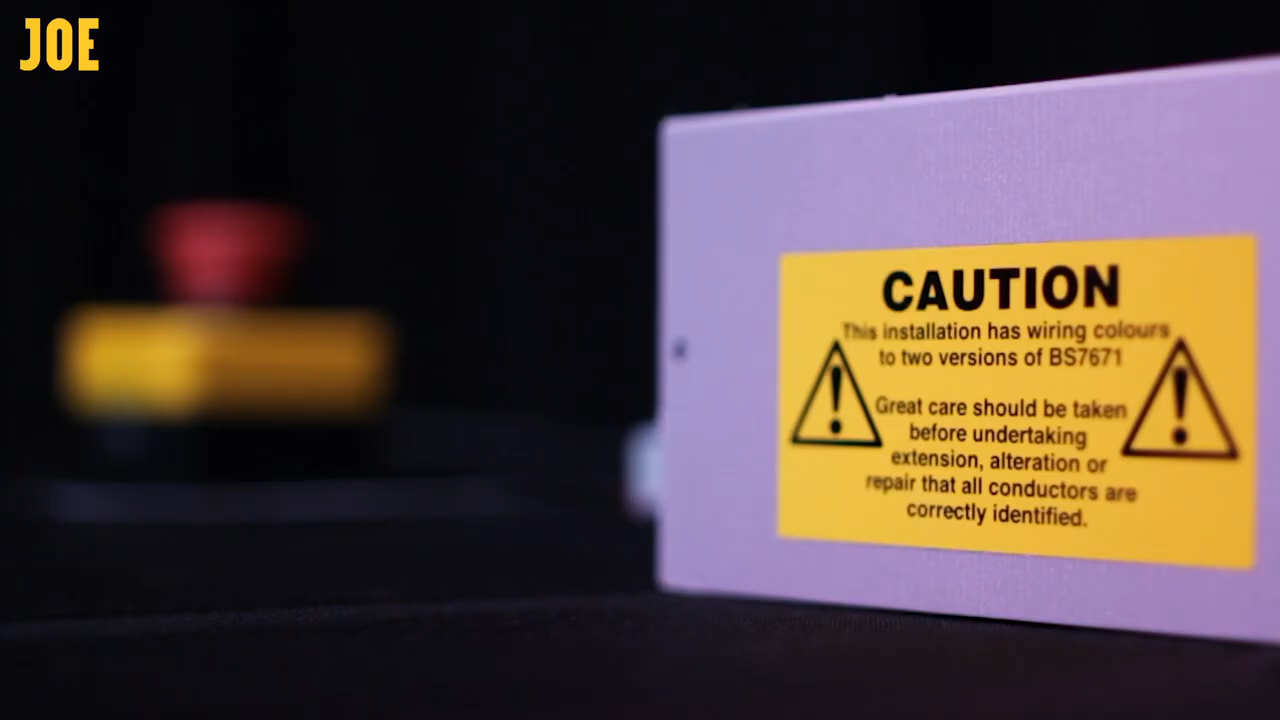 JOE
CAUTION
This installation has wiring colours
to two versions of BS7671
Great care should be taken
before undertaking
extension, alteration or
repair that all conductors are
correctly identified.